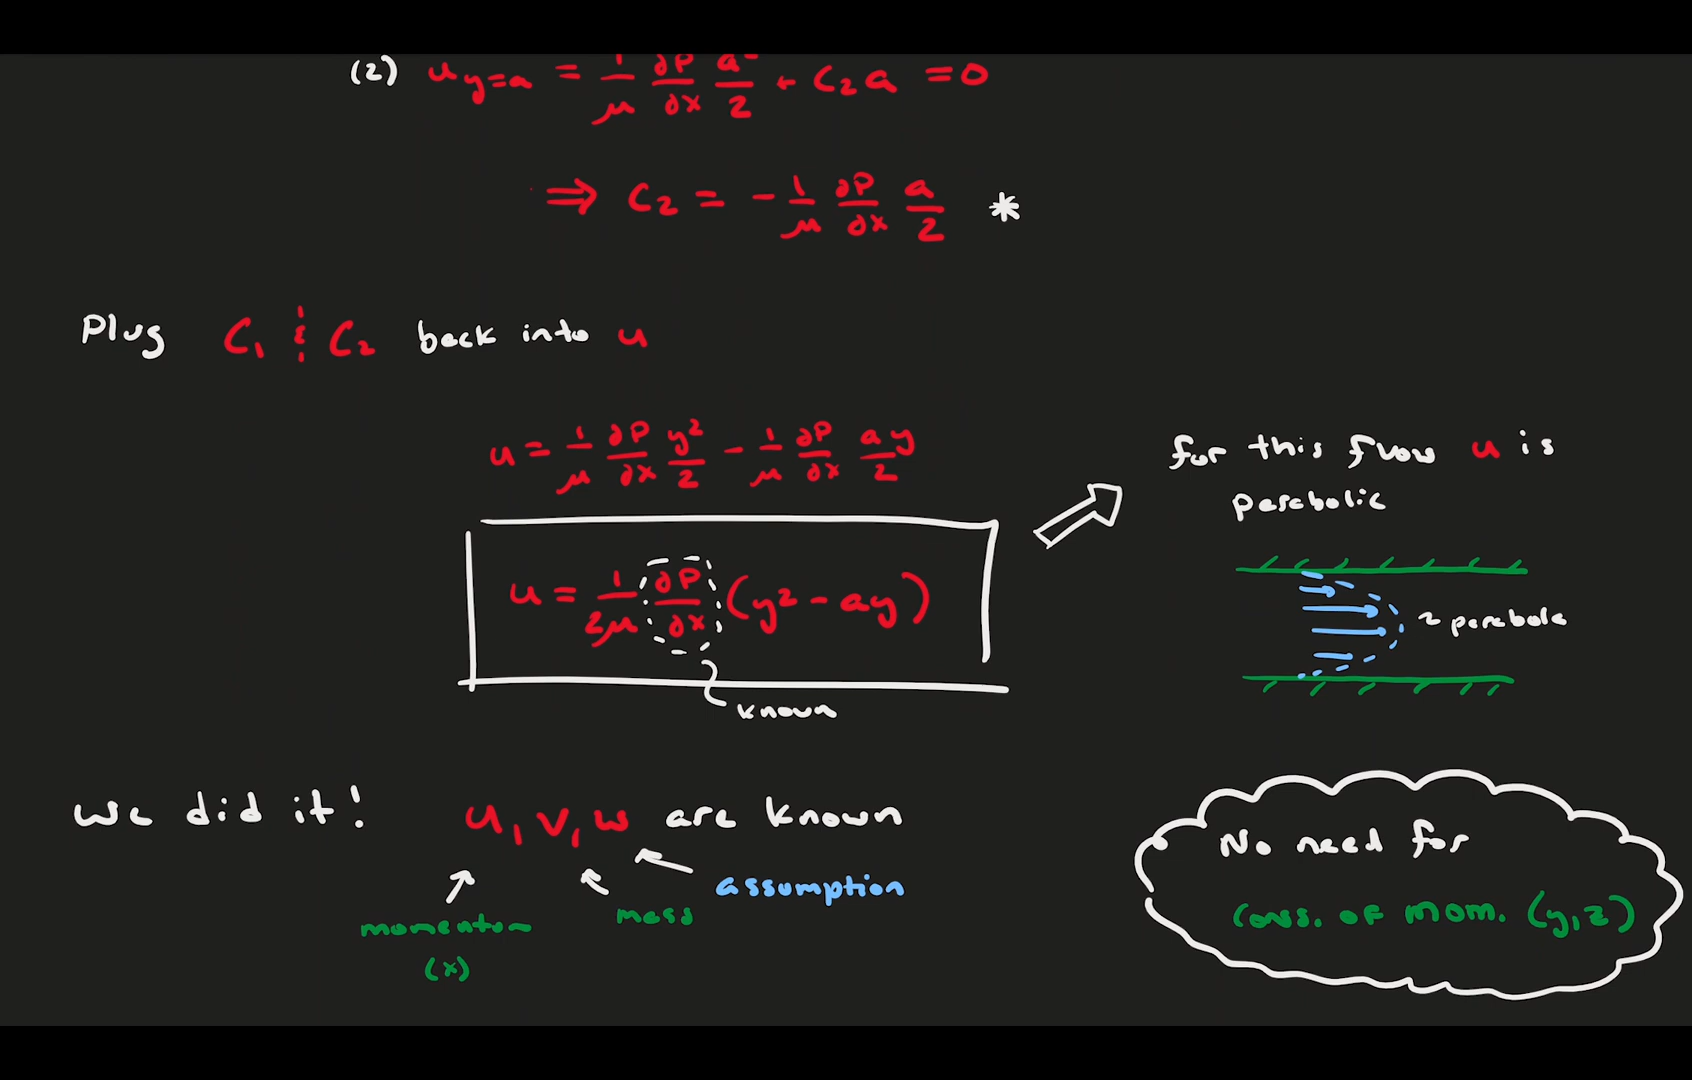 (2) u y=a = 1/μ ∂P/∂x a²/2 + C₂a = 0
⇒ C₂ = - 1/μ ∂P/∂x a/2 *
Plug C₁ & C₂ back into u
u = 1/μ ∂P/∂x y²/2 - 1/μ ∂P/∂x ay/2
for this flow u is
parabolic
u = 1/2μ ∂P/∂x (y² - ay)
known
~ parabola
we did it! u, v, w are known
assumption
mass
momentum
(x)
No need for
Cons. of mom. (y, z)